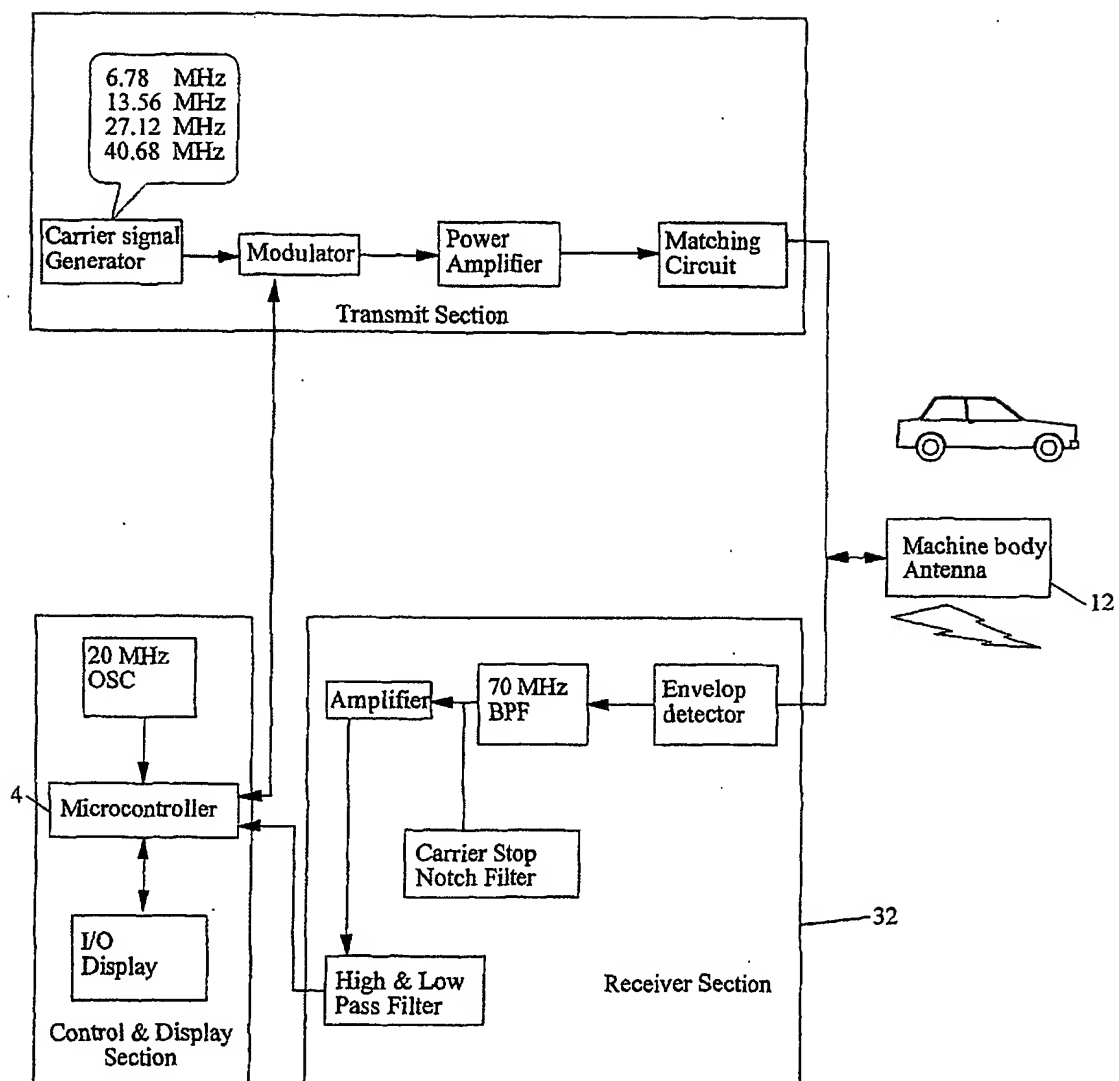 6.78 MHz
13.56 MHz
27.12 MHz
40.68 MHz
Carrier signal
Generator
Modulator
Power
Amplifier
Matching
Circuit
Transmit Section
Machine body
Antenna
12
20 MHz
OSC
4
Microcontroller
I/O
Display
Control & Display
Section
Amplifier
70 MHz
BPF
Envelop
detector
Carrier Stop
Notch Filter
High & Low
Pass Filter
Receiver Section
32